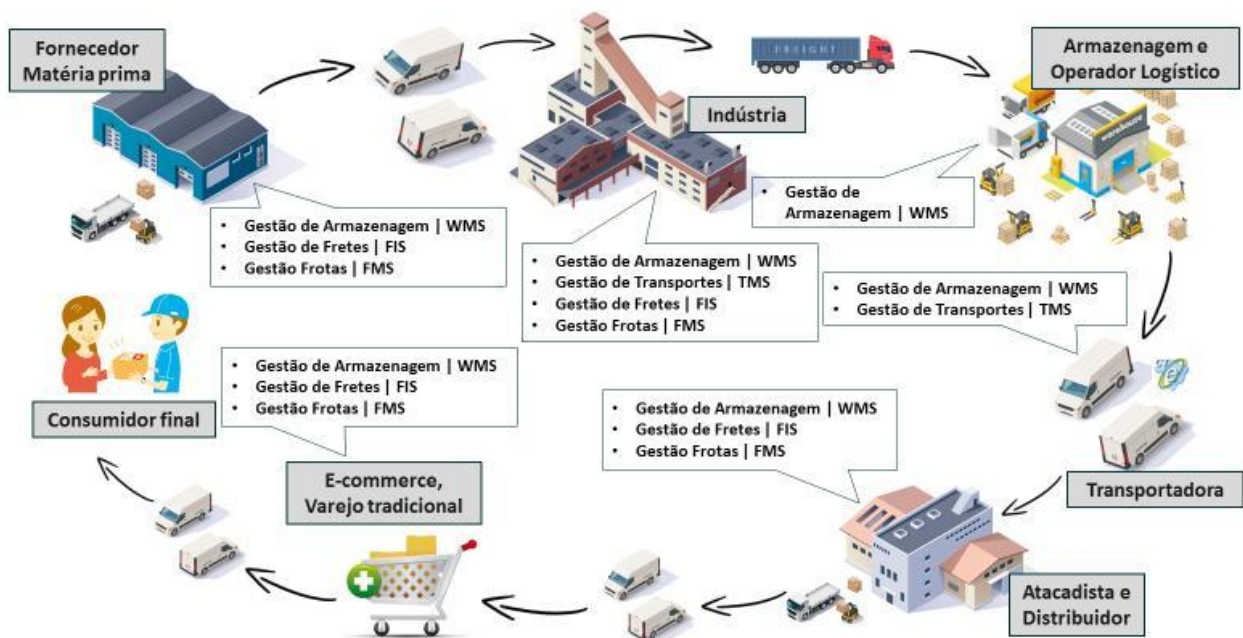 Fornecedor
Matéria prima
FREIGHT
Armazenagem e
Operador Logístico
Indústria
warehouse
• Gestão de Armazenagem | WMS
• Gestão de Fretes | FIS
• Gestão Frotas | FMS
• Gestão de Armazenagem | WMS
• Gestão de Transportes | TMS
• Gestão de Fretes | FIS
• Gestão Frotas | FMS
• Gestão de
Armazenagem | WMS
• Gestão de Armazenagem | WMS
• Gestão de Transportes | TMS
Transportadora
• Gestão de Armazenagem | WMS
• Gestão de Fretes | FIS
• Gestão Frotas | FMS
Atacadista e
Distribuidor
• Gestão de Armazenagem | WMS
• Gestão de Fretes | FIS
• Gestão Frotas | FMS
E-commerce,
Varejo tradicional
Consumidor final